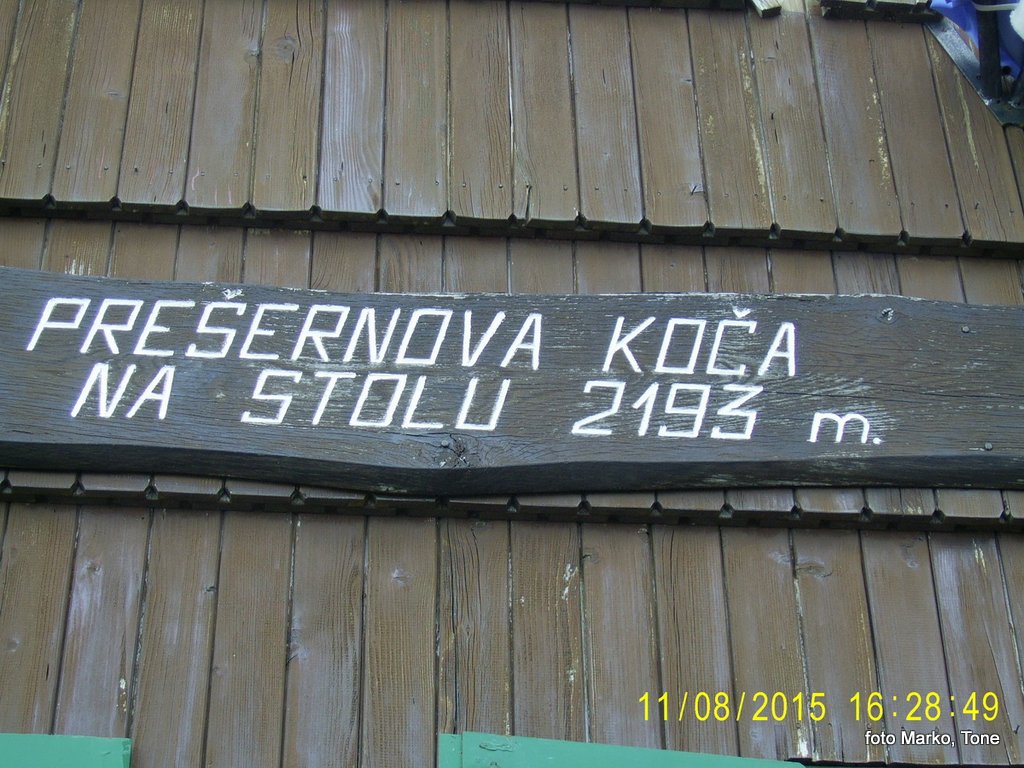 PREŠERNOVA KOČA
NA STOLU 2193 m.
11/08/2015 16:28:49
foto Marko, Tone